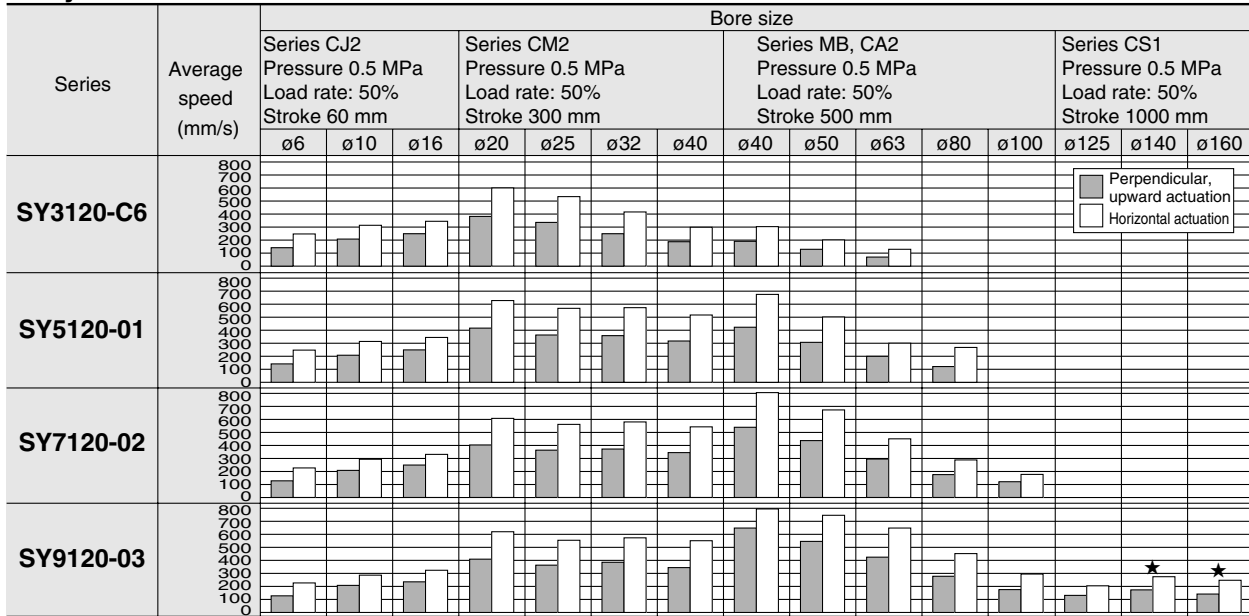 Bore size
Series
Average
speed
(mm/s)
Series CJ2
Pressure 0.5 MPa
Load rate: 50%
Stroke 60 mm
Series CM2
Pressure 0.5 MPa
Load rate: 50%
Stroke 300 mm
Series MB, CA2
Pressure 0.5 MPa
Load rate: 50%
Stroke 500 mm
Series CS1
Pressure 0.5 MPa
Load rate: 50%
Stroke 1000 mm
ø6 ø10 ø16 ø20 ø25 ø32 ø40 ø40 ø50 ø63 ø80 ø100 ø125 ø140 ø160
SY3120-C6
800
700
600
500
400
300
200
100
0
Perpendicular,
upward actuation
Horizontal actuation
SY5120-01
800
700
600
500
400
300
200
100
0
SY7120-02
800
700
600
500
400
300
200
100
0
SY9120-03
800
700
600
500
400
300
200
100
0
★ ★